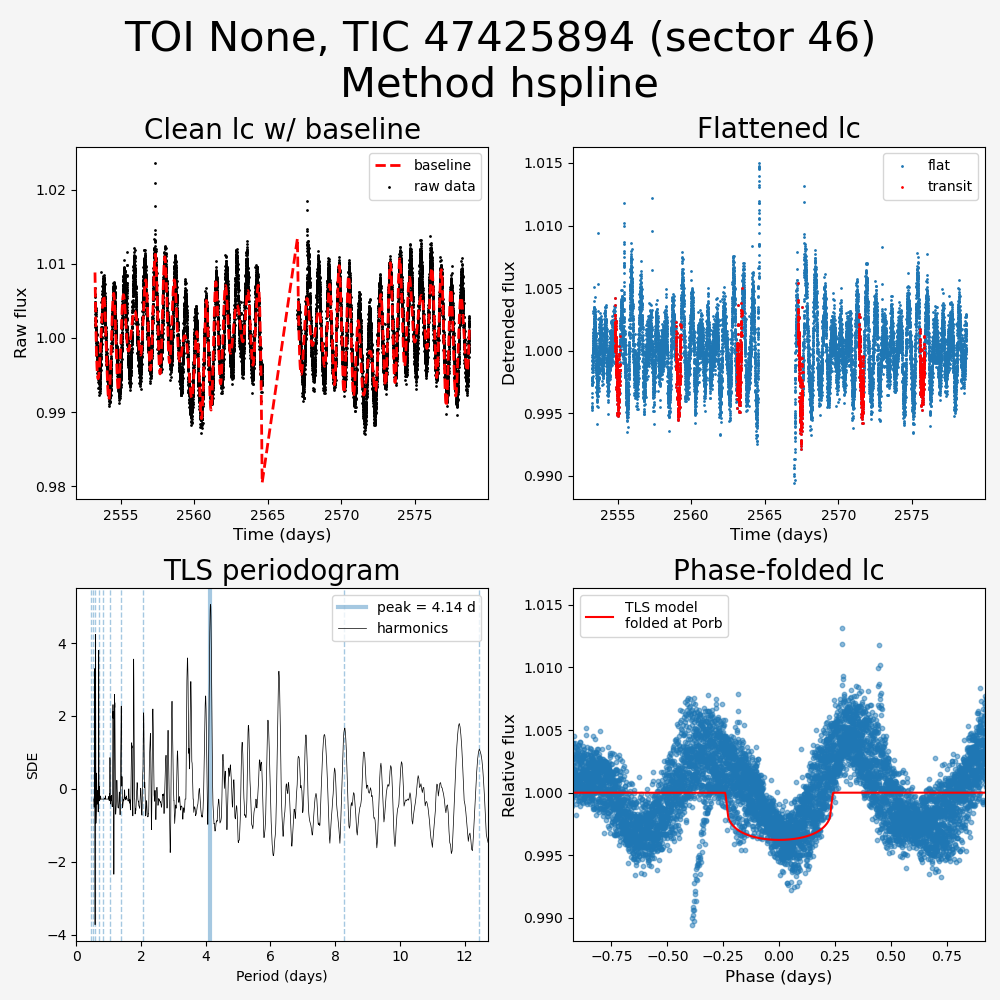 TOI None, TIC 47425894 (sector 46)
Method hspline
Clean lc w/ baseline
Flattened lc
baseline
raw data
flat
transit
Raw flux
1.02
1.01
1.00
0.99
0.98
2555
2560
2565
2570
2575
Time (days)
Detrended flux
1.015
1.010
1.005
1.000
0.995
0.990
2555
2560
2565
2570
2575
Time (days)
TLS periodogram
Phase-folded lc
peak = 4.14 d
harmonics
TLS model
folded at Porb
SDE
4
2
0
−2
−4
0
2
4
6
8
10
12
Period (days)
Relative flux
1.015
1.010
1.005
1.000
0.995
0.990
−0.75
−0.50
−0.25
0.00
0.25
0.50
0.75
Phase (days)